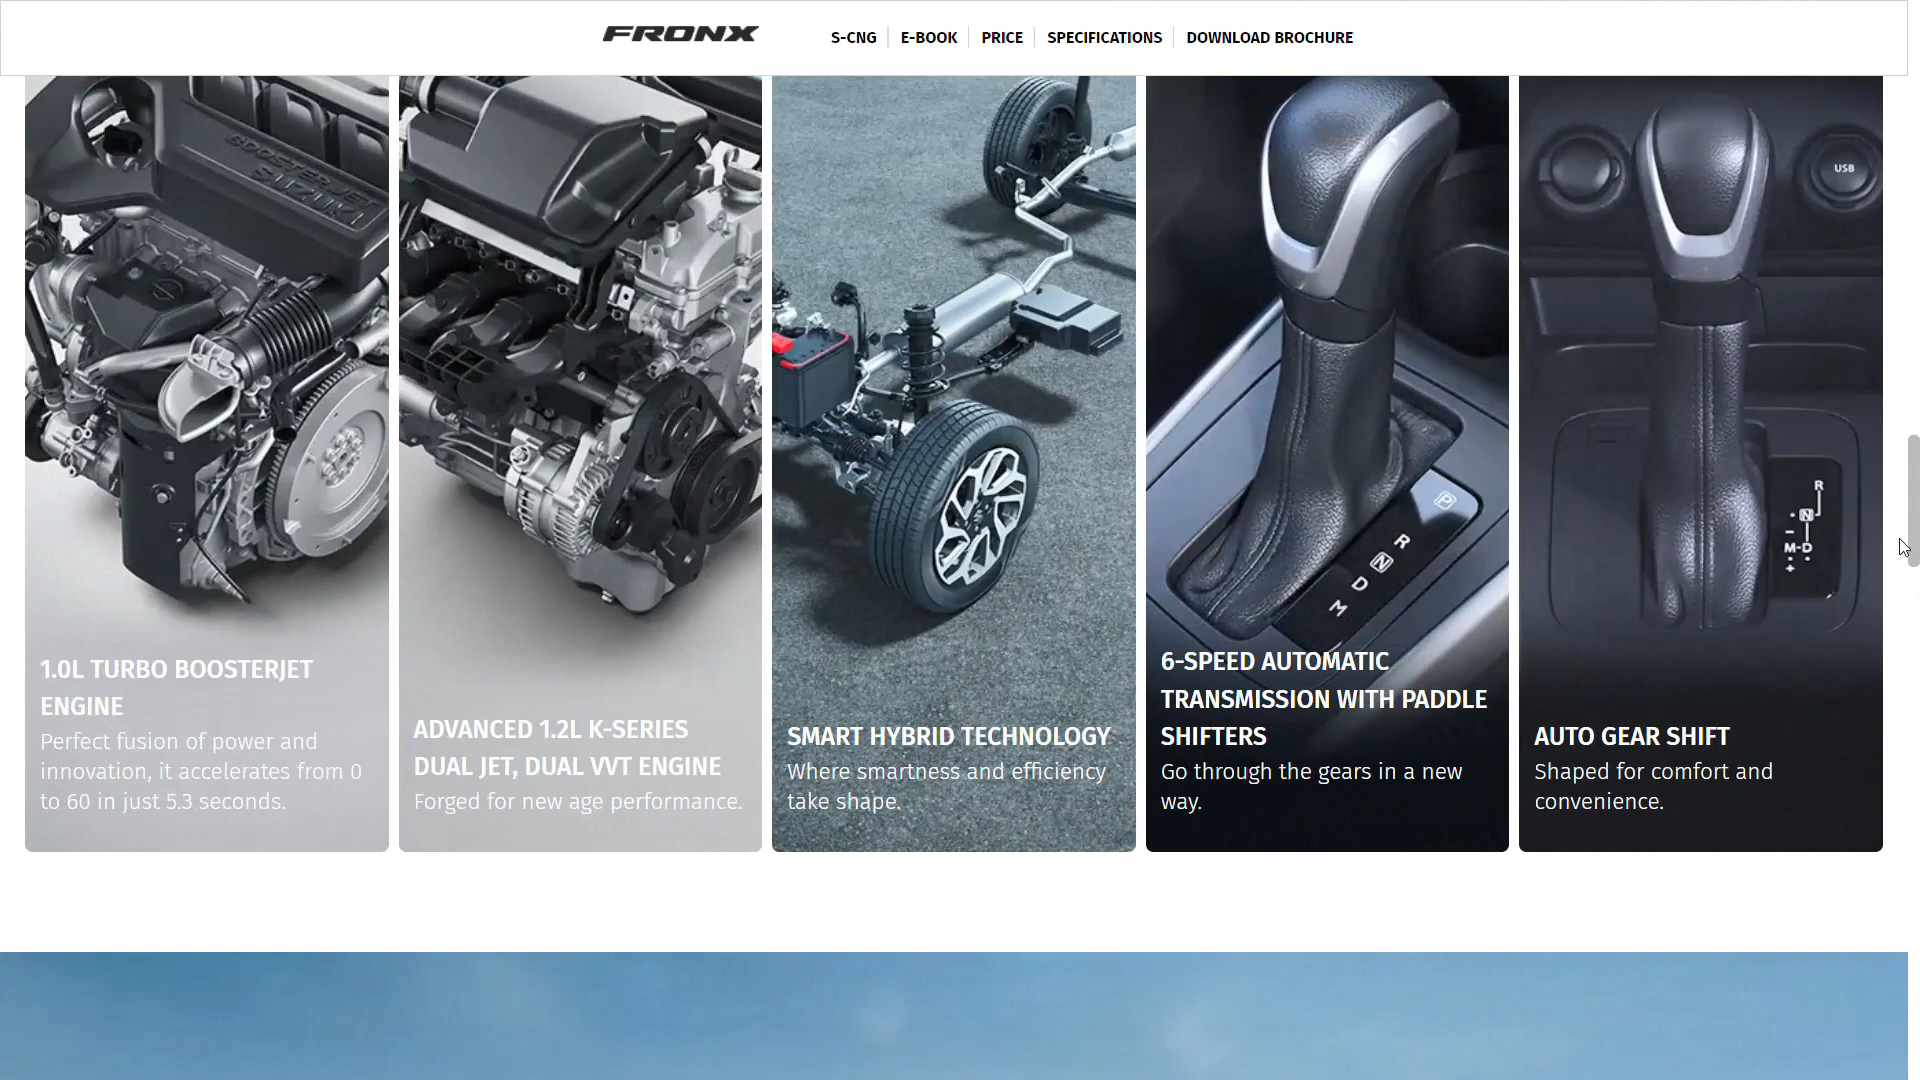 FRONX
S-CNG
E-BOOK
PRICE
SPECIFICATIONS
DOWNLOAD BROCHURE
BOOSTERJET
SUZUKI
1.0L TURBO BOOSTERJET
ENGINE
Perfect fusion of power and
innovation, it accelerates from 0
to 60 in just 5.3 seconds.
ADVANCED 1.2L K-SERIES
DUAL JET, DUAL VVT ENGINE
Forged for new age performance.
SMART HYBRID TECHNOLOGY
Where smartness and efficiency
take shape.
P
R
N
D
M
6-SPEED AUTOMATIC
TRANSMISSION WITH PADDLE
SHIFTERS
Go through the gears in a new
way.
USB
R
N
-
M-D
+
AUTO GEAR SHIFT
Shaped for comfort and
convenience.